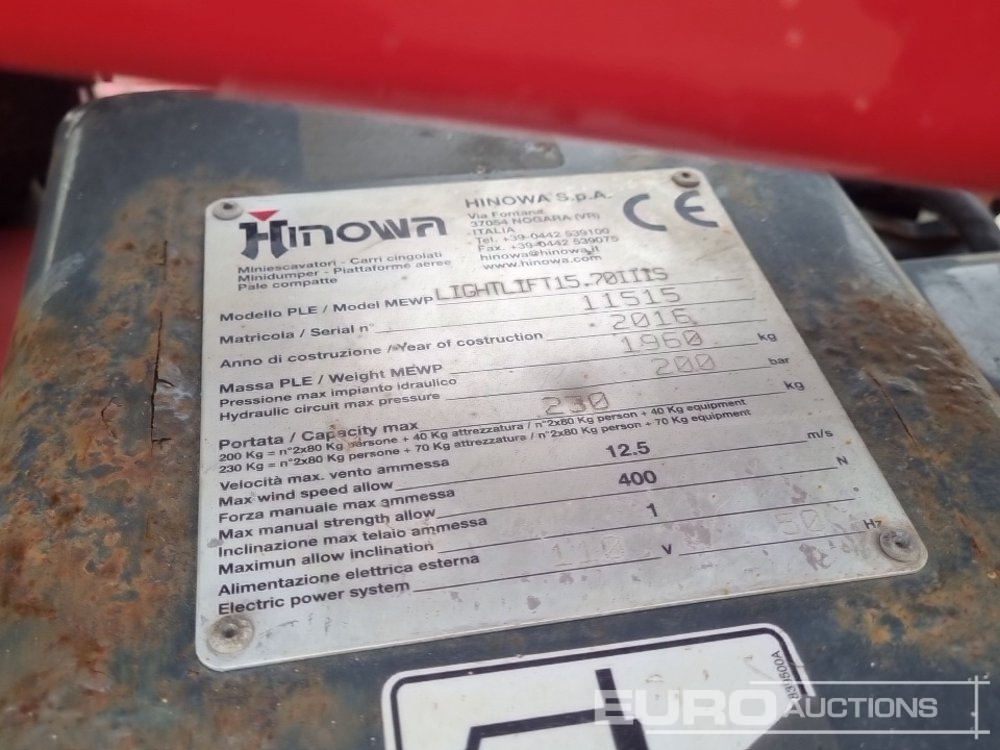 HINOWA
Miniescavatori - Carri cingolati
Minidumper - Piattaforme aeree
Pale compatte
HINOWA S.p.A.
Via Fontana
37054 NOGARA (VR)
ITALIA
Tel. +39-0442 539100
Fax. +39-0442 539075
hinowa@hinowa.it
www.hinowa.com
CE
Modello PLE / Model MEWP LIGHTLIFT15.70IIIS
Matricola / Serial n° 11515
Anno di costruzione / Year of costruction 2016
Massa PLE / Weight MEWP 1960 kg
Pressione max impianto idraulico
Hydraulic circuit max pressure 200 bar
Portata / Capacity max 230 kg
200 Kg = n°2x80 Kg persone + 40 Kg attrezzatura / n°2x80 Kg person + 40 Kg equipment
230 Kg = n°2x80 Kg persone + 70 Kg attrezzatura / n°2x80 Kg person + 70 Kg equipment
Velocità max. vento ammessa
Max wind speed allow 12.5 m/s
Forza manuale max ammessa
Max manual strength allow 400 N
Inclinazione max telaio ammessa
Maximun allow inclination 1 °
Alimentazione elettrica esterna
Electric power system 110 V 50 Hz
EURO AUCTIONS